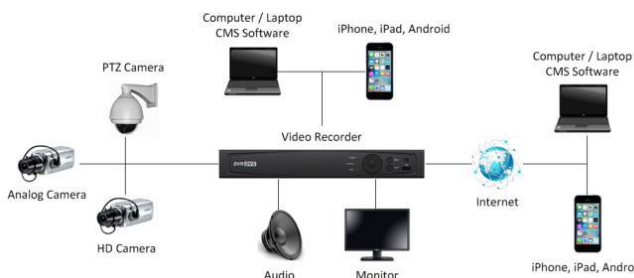 Computer / Laptop
CMS Software
iPhone, iPad, Android
Computer / Laptop
CMS Software
PTZ Camera
Video Recorder
Analog Camera
Internet
HD Camera
Audio
Monitor
iPhone, iPad, Andro